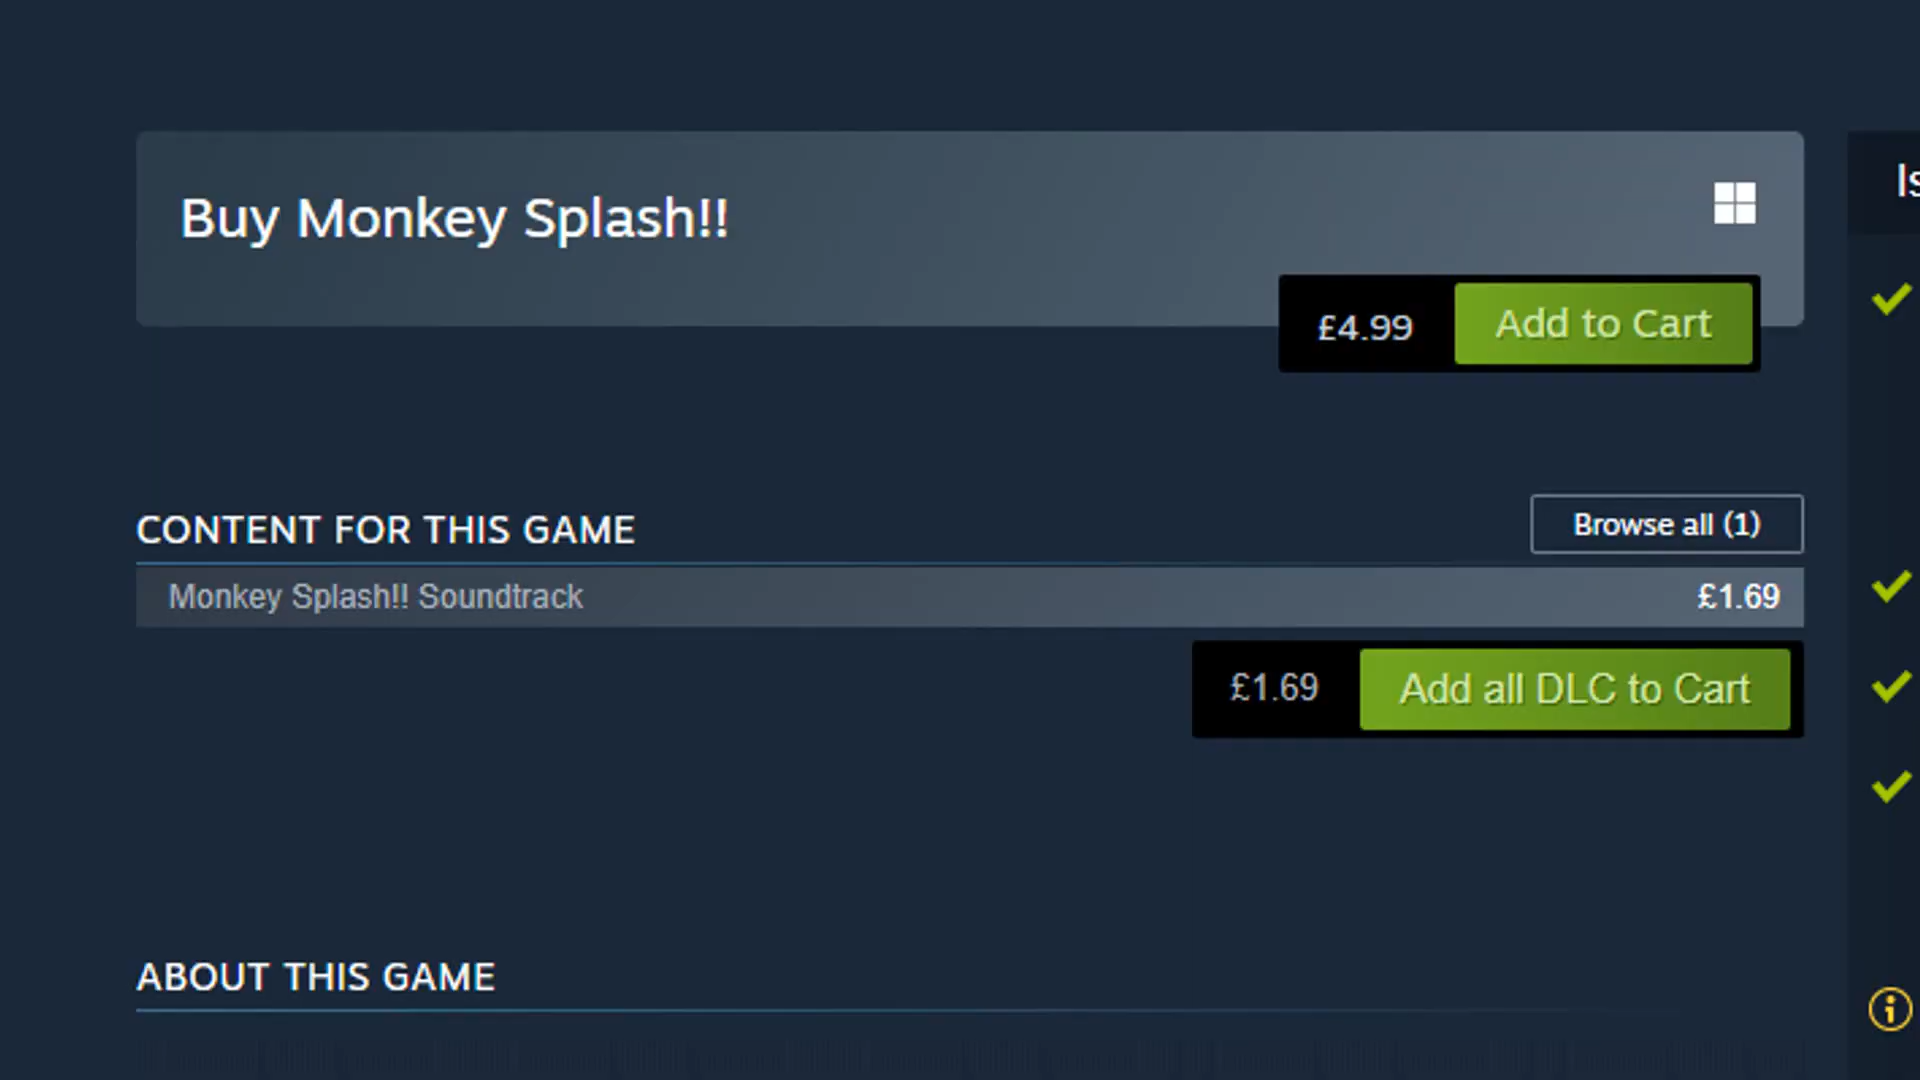 Buy Monkey Splash!!
£4.99
Add to Cart
CONTENT FOR THIS GAME
Browse all (1)
Monkey Splash!! Soundtrack
£1.69
£1.69
Add all DLC to Cart
ABOUT THIS GAME